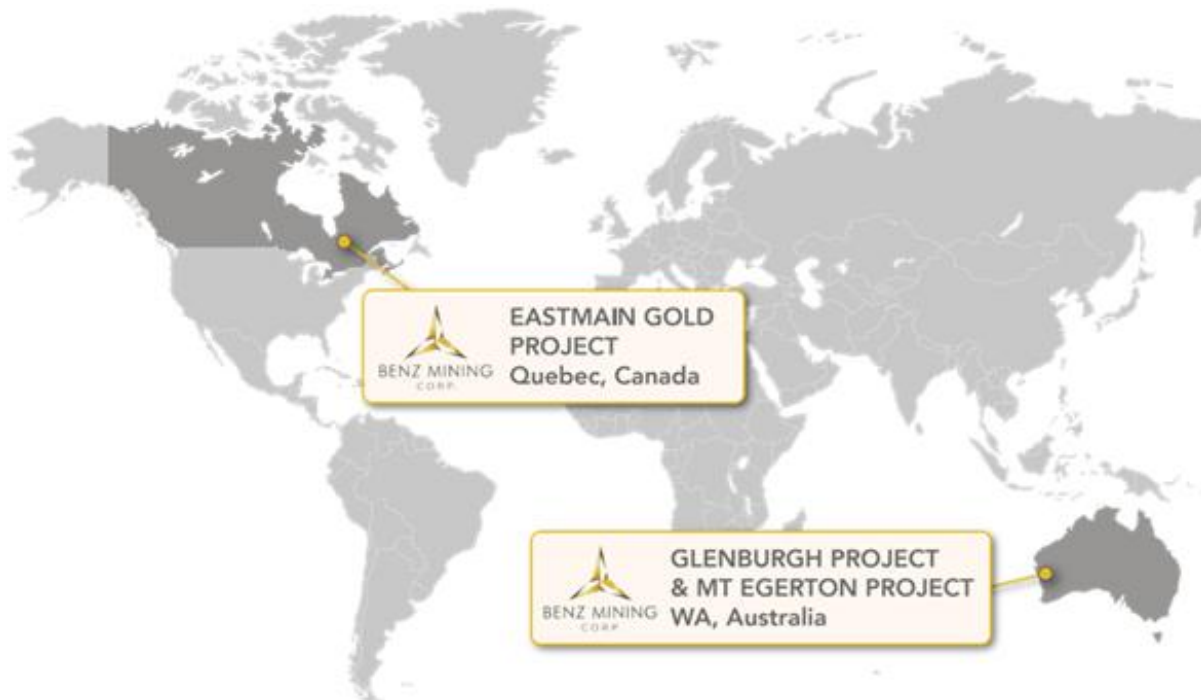 EASTMAIN GOLD
PROJECT
Quebec, Canada
BENZ MINING
CORP.
GLENBURGH PROJECT
& MT EGERTON PROJECT
WA, Australia
BENZ MINING
CORP